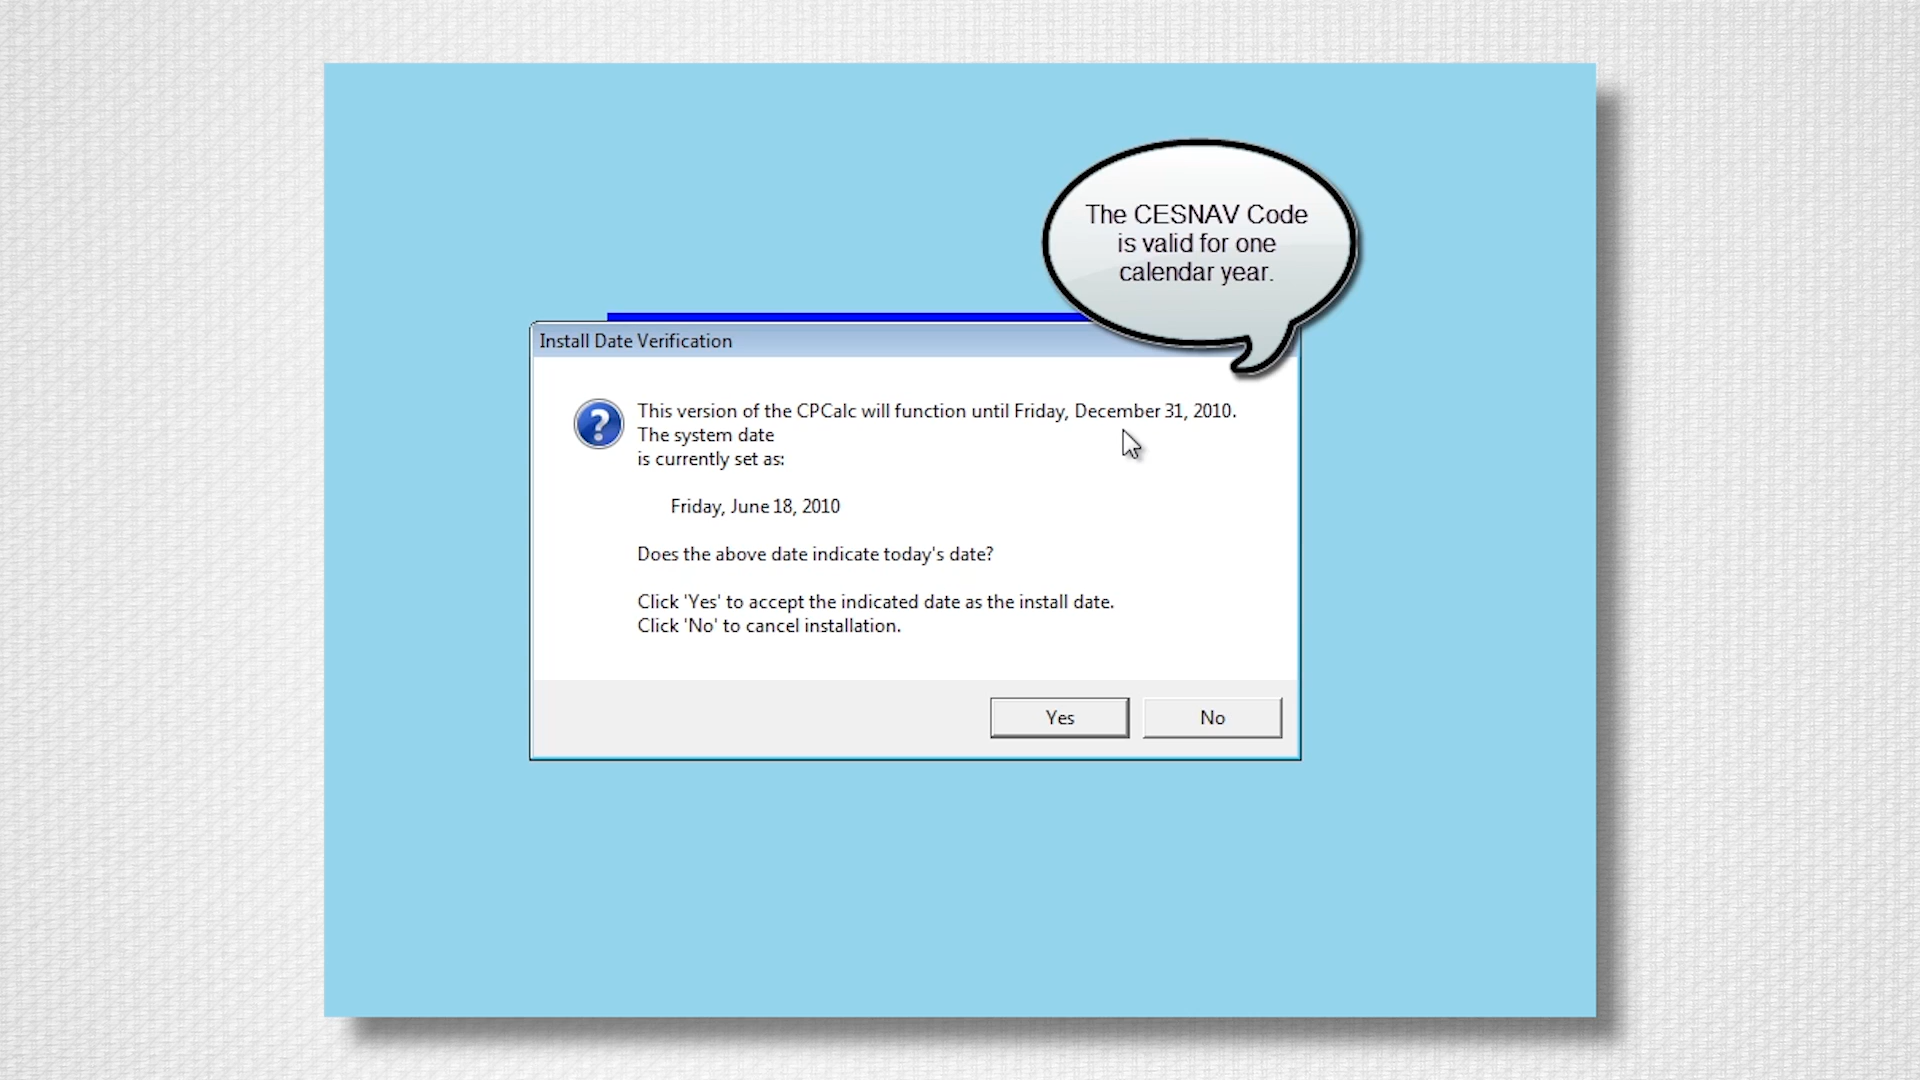 The CESNAV Code
is valid for one
calendar year.
Install Date Verification
This version of the CPCalc will function until Friday, December 31, 2010.
The system date
is currently set as:
Friday, June 18, 2010
Does the above date indicate today's date?
Click 'Yes' to accept the indicated date as the install date.
Click 'No' to cancel installation.
Yes
No